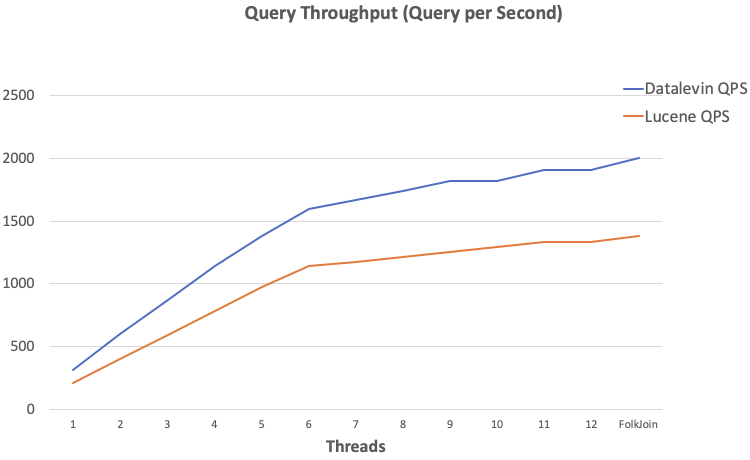 Query Throughput (Query per Second)
2500
2000
1500
1000
500
0
Datalevin QPS
Lucene QPS
1 2 3 4 5 6 7 8 9 10 11 12 FolkJoin
Threads